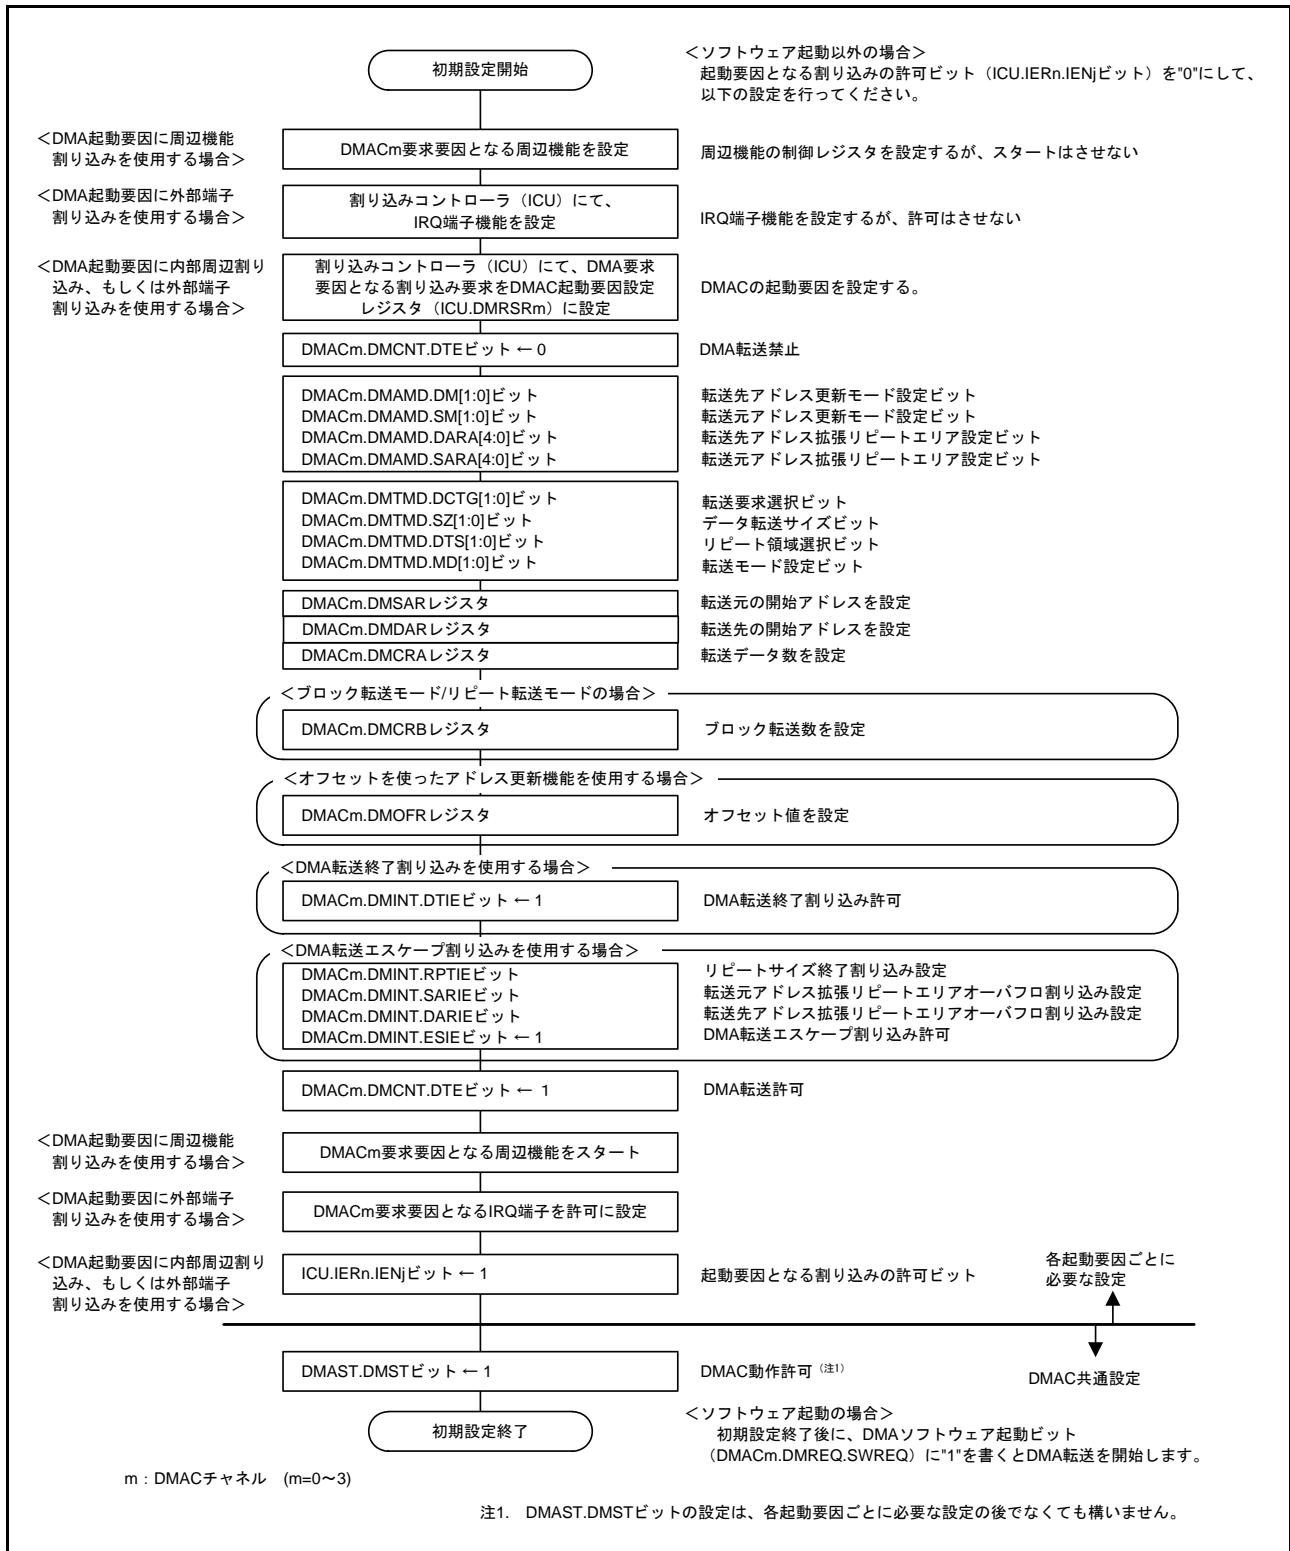 初期設定開始
＜ソフトウェア起動以外の場合＞
起動要因となる割り込みの許可ビット（ICU.IERn.IENjビット）を"0"にして、
以下の設定を行ってください。
＜DMA起動要因に周辺機能
割り込みを使用する場合＞
DMACm要求要因となる周辺機能を設定
周辺機能の制御レジスタを設定するが、スタートはさせない
＜DMA起動要因に外部端子
割り込みを使用する場合＞
割り込みコントローラ（ICU）にて、
IRQ端子機能を設定
IRQ端子機能を設定するが、許可はさせない
＜DMA起動要因に内部周辺割り
込み、もしくは外部端子
割り込みを使用する場合＞
割り込みコントローラ（ICU）にて、DMA要求
要因となる割り込み要求をDMAC起動要因設定
レジスタ（ICU.DMRSRm）に設定
DMACの起動要因を設定する。
DMACm.DMCNT.DTEビット ← 0
DMA転送禁止
DMACm.DMAMD.DM[1:0]ビット
転送先アドレス更新モード設定ビット
DMACm.DMAMD.SM[1:0]ビット
転送元アドレス更新モード設定ビット
DMACm.DMAMD.DARA[4:0]ビット
転送先アドレス拡張リピートエリア設定ビット
DMACm.DMAMD.SARA[4:0]ビット
転送元アドレス拡張リピートエリア設定ビット
DMACm.DMTMD.DCTG[1:0]ビット
転送要求選択ビット
DMACm.DMTMD.SZ[1:0]ビット
データ転送サイズビット
DMACm.DMTMD.DTS[1:0]ビット
リピート領域選択ビット
DMACm.DMTMD.MD[1:0]ビット
転送モード設定ビット
DMACm.DMSARレジスタ
転送元の開始アドレスを設定
DMACm.DMDARレジスタ
転送先の開始アドレスを設定
DMACm.DMCRAレジスタ
転送データ数を設定
＜ブロック転送モード/リピート転送モードの場合＞
DMACm.DMCRBレジスタ
ブロック転送数を設定
＜オフセットを使ったアドレス更新機能を使用する場合＞
DMACm.DMOFRレジスタ
オフセット値を設定
＜DMA転送終了割り込みを使用する場合＞
DMACm.DMINT.DTIEビット ← 1
DMA転送終了割り込み許可
＜DMA転送エスケープ割り込みを使用する場合＞
DMACm.DMINT.RPTIEビット
リピートサイズ終了割り込み設定
DMACm.DMINT.SARIEビット
転送元アドレス拡張リピートエリアオーバフロ割り込み設定
DMACm.DMINT.DARIEビット
転送先アドレス拡張リピートエリアオーバフロ割り込み設定
DMACm.DMINT.ESIEビット ← 1
DMA転送エスケープ割り込み許可
DMACm.DMCNT.DTEビット ← 1
DMA転送許可
＜DMA起動要因に周辺機能
割り込みを使用する場合＞
DMACm要求要因となる周辺機能をスタート
＜DMA起動要因に外部端子
割り込みを使用する場合＞
DMACm要求要因となるIRQ端子を許可に設定
＜DMA起動要因に内部周辺割り
込み、もしくは外部端子
割り込みを使用する場合＞
ICU.IERn.IENjビット ← 1
起動要因となる割り込みの許可ビット
各起動要因ごとに
必要な設定
DMAST.DMSTビット ← 1
DMAC動作許可（注1）
DMAC共通設定
初期設定終了
＜ソフトウェア起動の場合＞
初期設定終了後に、DMAソフトウェア起動ビット
（DMACm.DMREQ.SWREQ）に"1"を書くとDMA転送を開始します。
m：DMACチャネル (m=0〜3)
注1. DMAST.DMSTビットの設定は、各起動要因ごとに必要な設定の後でなくても構いません。